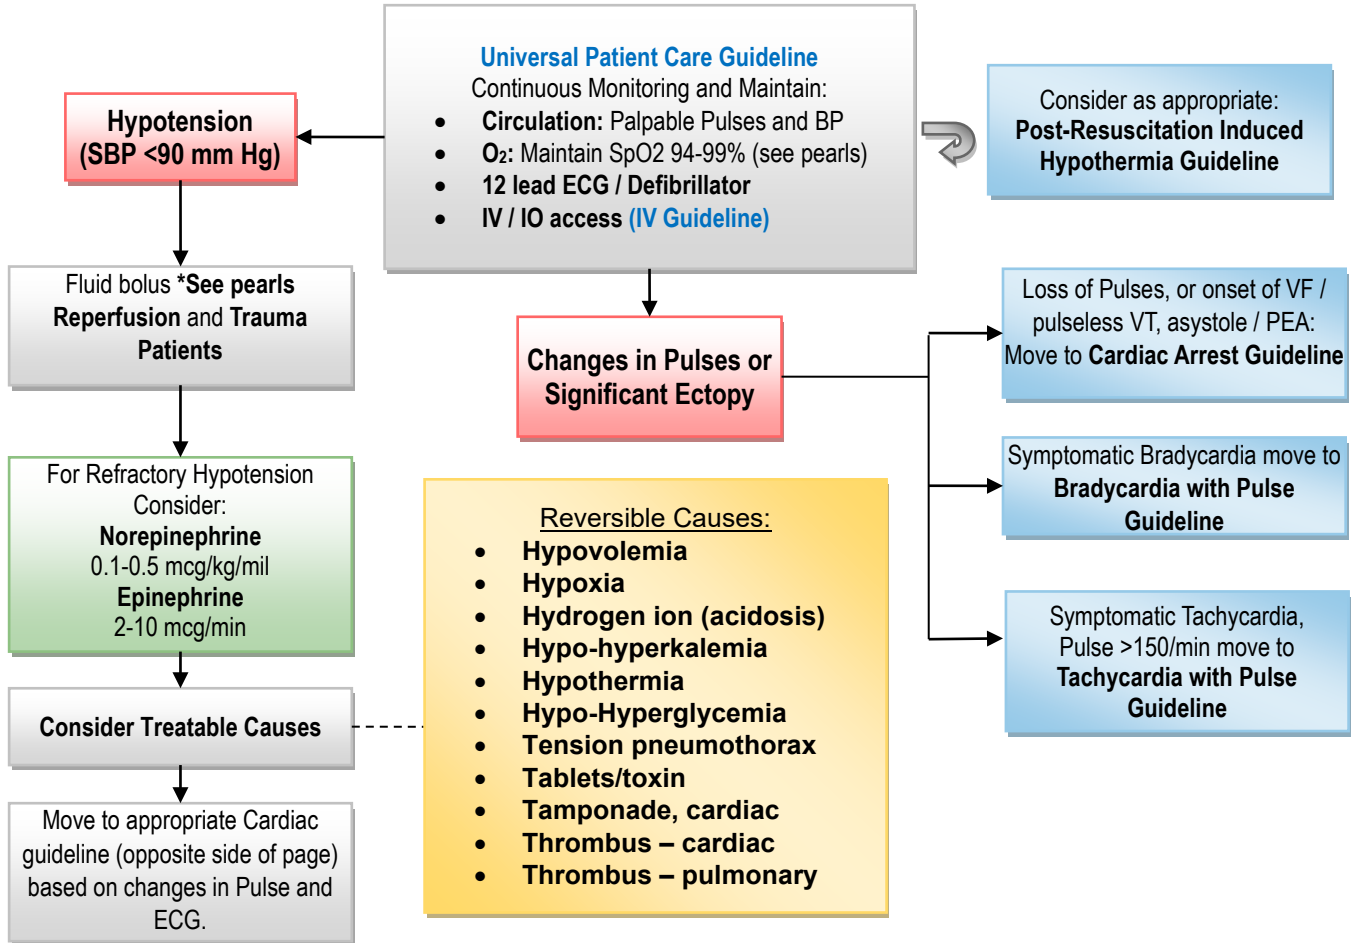 Universal Patient Care Guideline
Continuous Monitoring and Maintain:
• Circulation: Palpable Pulses and BP
• O₂: Maintain SpO2 94-99% (see pearls)
• 12 lead ECG / Defibrillator
• IV / IO access (IV Guideline)
Consider as appropriate:
Post-Resuscitation Induced
Hypothermia Guideline
Hypotension
(SBP <90 mm Hg)
Fluid bolus *See pearls
Reperfusion and Trauma
Patients
For Refractory Hypotension
Consider:
Norepinephrine
0.1-0.5 mcg/kg/mil
Epinephrine
2-10 mcg/min
Consider Treatable Causes
Move to appropriate Cardiac
guideline (opposite side of page)
based on changes in Pulse and
ECG.
Changes in Pulses or
Significant Ectopy
Reversible Causes:
• Hypovolemia
• Hypoxia
• Hydrogen ion (acidosis)
• Hypo-hyperkalemia
• Hypothermia
• Hypo-Hyperglycemia
• Tension pneumothorax
• Tablets/toxin
• Tamponade, cardiac
• Thrombus – cardiac
• Thrombus – pulmonary
Loss of Pulses, or onset of VF /
pulseless VT, asystole / PEA:
Move to Cardiac Arrest Guideline
Symptomatic Bradycardia move to
Bradycardia with Pulse
Guideline
Symptomatic Tachycardia,
Pulse >150/min move to
Tachycardia with Pulse
Guideline